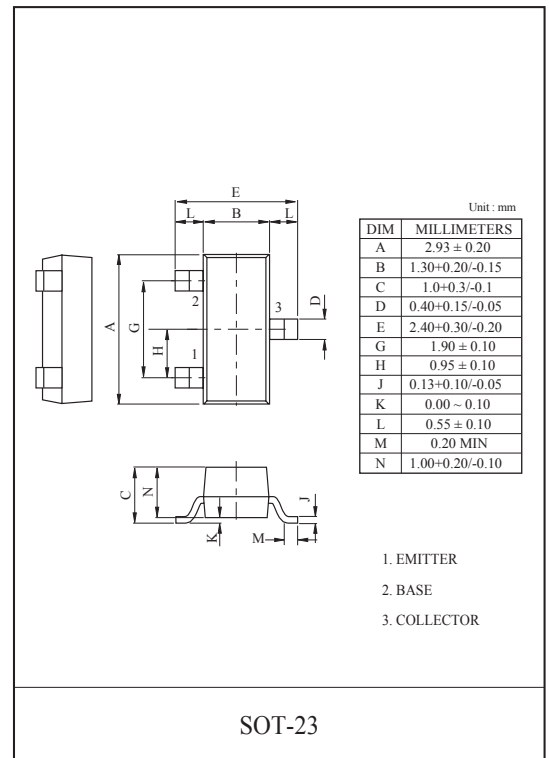 E
L B L
2
3
D
A
G
H
1
Unit : mm
DIM MILLIMETERS
A 2.93 ± 0.20
B 1.30+0.20/-0.15
C 1.0+0.3/-0.1
D 0.40+0.15/-0.05
E 2.40+0.30/-0.20
G 1.90 ± 0.10
H 0.95 ± 0.10
J 0.13+0.10/-0.05
K 0.00 ~ 0.10
L 0.55 ± 0.10
M 0.20 MIN
N 1.00+0.20/-0.10
C
N
J
K
M
1. EMITTER
2. BASE
3. COLLECTOR
SOT-23